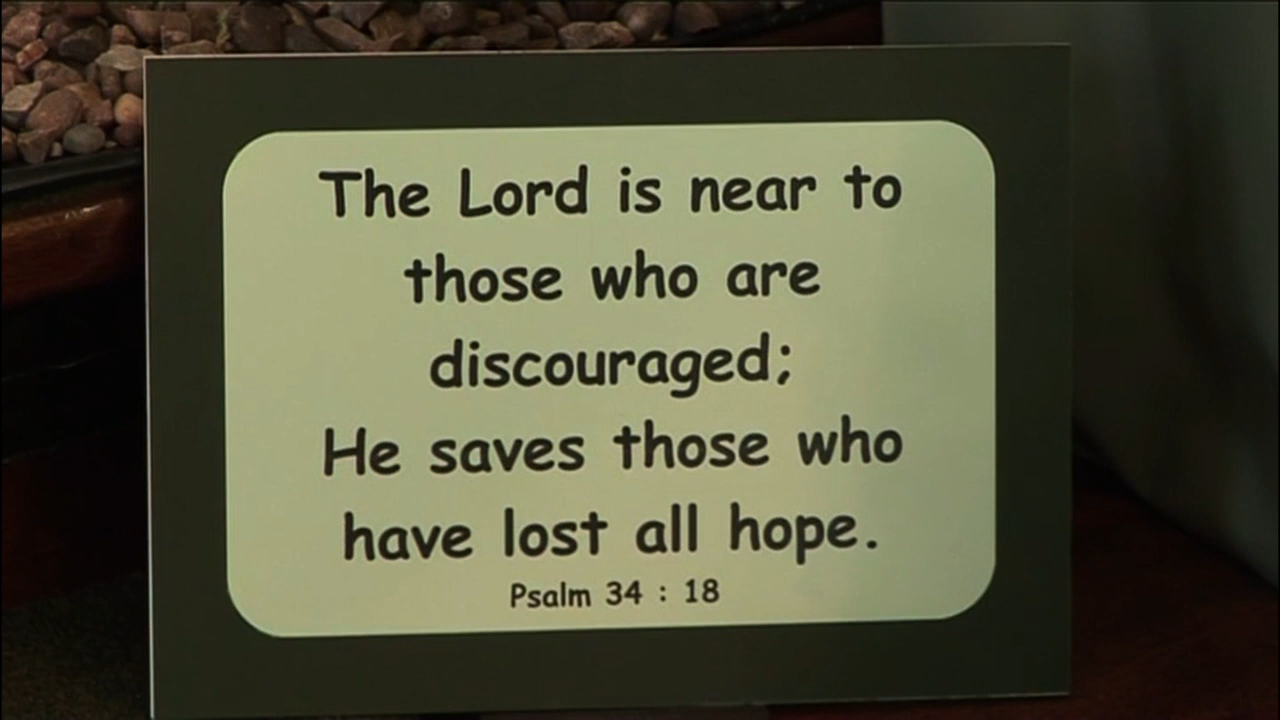 The Lord is near to
those who are
discouraged;
He saves those who
have lost all hope.
Psalm 34 : 18